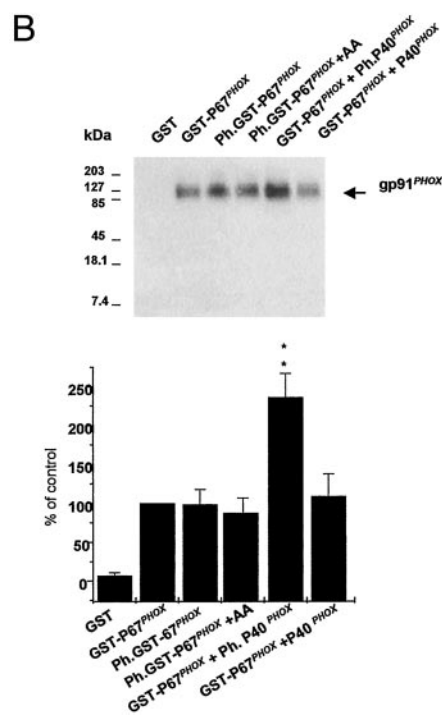 B
GST
GST-P67PHOX
Ph.GST-P67PHOX
Ph.GST-P67PHOX +AA
GST-P67PHOX + Ph.P40PHOX
GST-P67PHOX + P40PHOX
kDa
203
127
85
45
18.1
7.4
gp91PHOX
*
*
% of control
250
200
150
100
50
0
GST
GST-P67PHOX
Ph.GST-67PHOX
Ph.GST-P67PHOX +AA
GST-P67PHOX + Ph. P40 PHOX
GST-P67PHOX +P40 PHOX